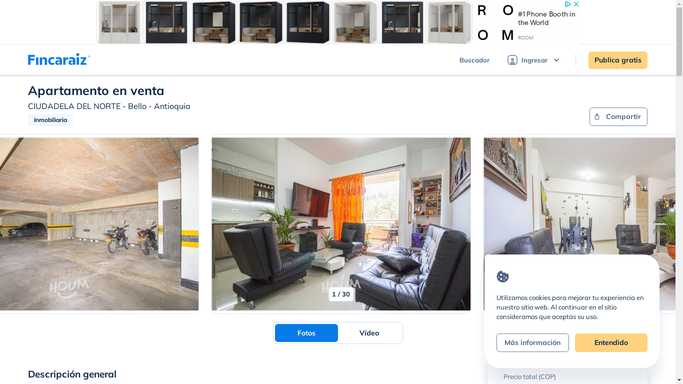 R O
O M
#1 Phone Booth in
the World
ROOM
Fincaraíz
Buscador
Ingresar
Publica gratis
Apartamento en venta
CIUDADELA DEL NORTE - Bello - Antioquia
Inmobiliaria
Compartir
HOUM
HOUM
1 / 30
Fotos
Video
Utilizamos cookies para mejorar tu experiencia en
nuestro sitio web. Al continuar en el sitio
consideramos que aceptas su uso.
Más información
Entendido
Descripción general
Precio total (COP)